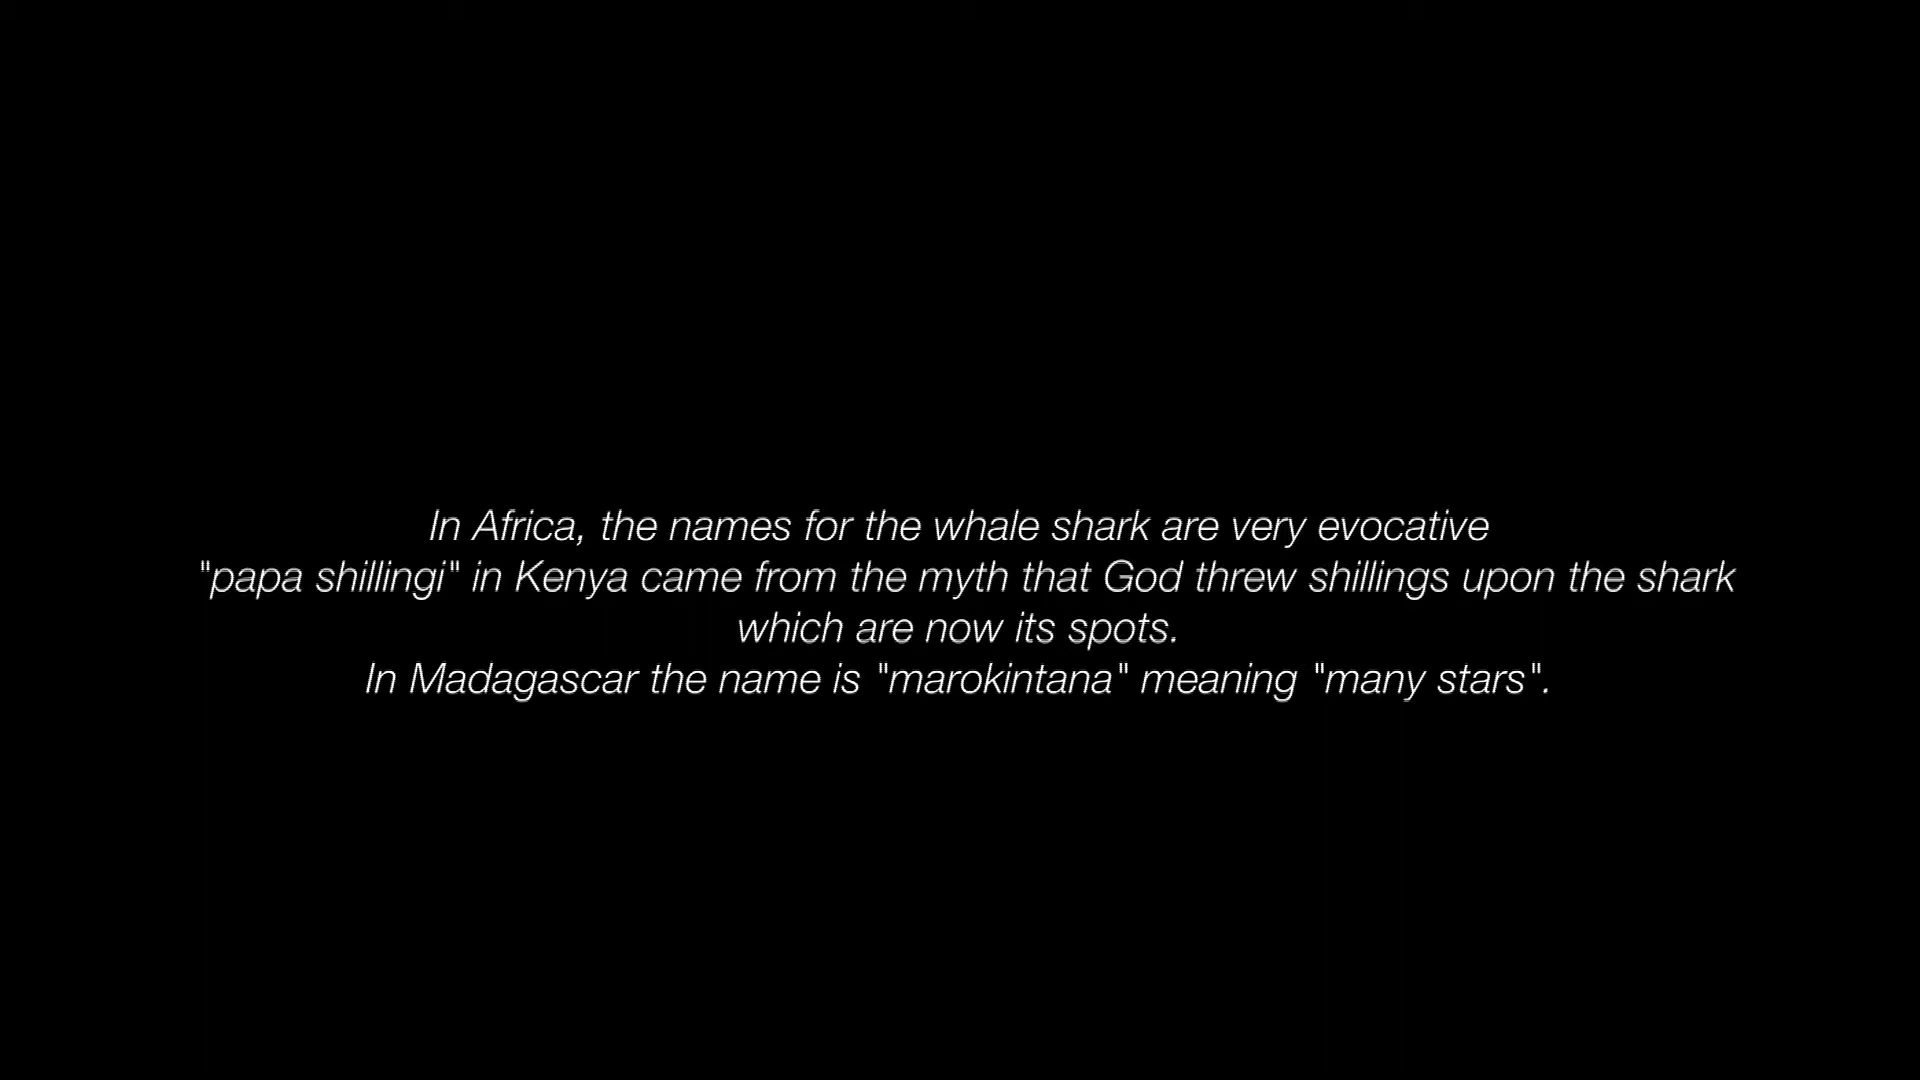 In Africa, the names for the whale shark are very evocative
"papa shillingi" in Kenya came from the myth that God threw shillings upon the shark
which are now its spots.
In Madagascar the name is "marokintana" meaning "many stars".